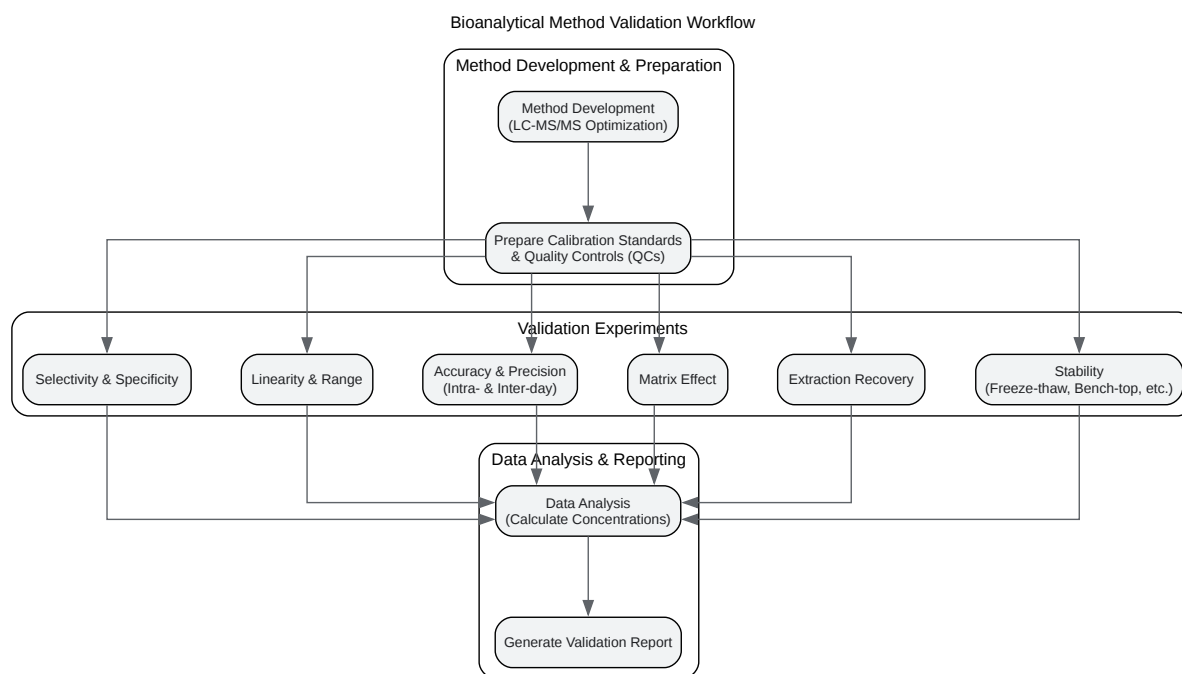 Bioanalytical Method Validation Workflow
Method Development & Preparation
Method Development
(LC-MS/MS Optimization)
Prepare Calibration Standards
& Quality Controls (QCs)
Validation Experiments
Selectivity & Specificity
Linearity & Range
Accuracy & Precision
(Intra- & Inter-day)
Matrix Effect
Extraction Recovery
Stability
(Freeze-thaw, Bench-top, etc.)
Data Analysis & Reporting
Data Analysis
(Calculate Concentrations)
Generate Validation Report